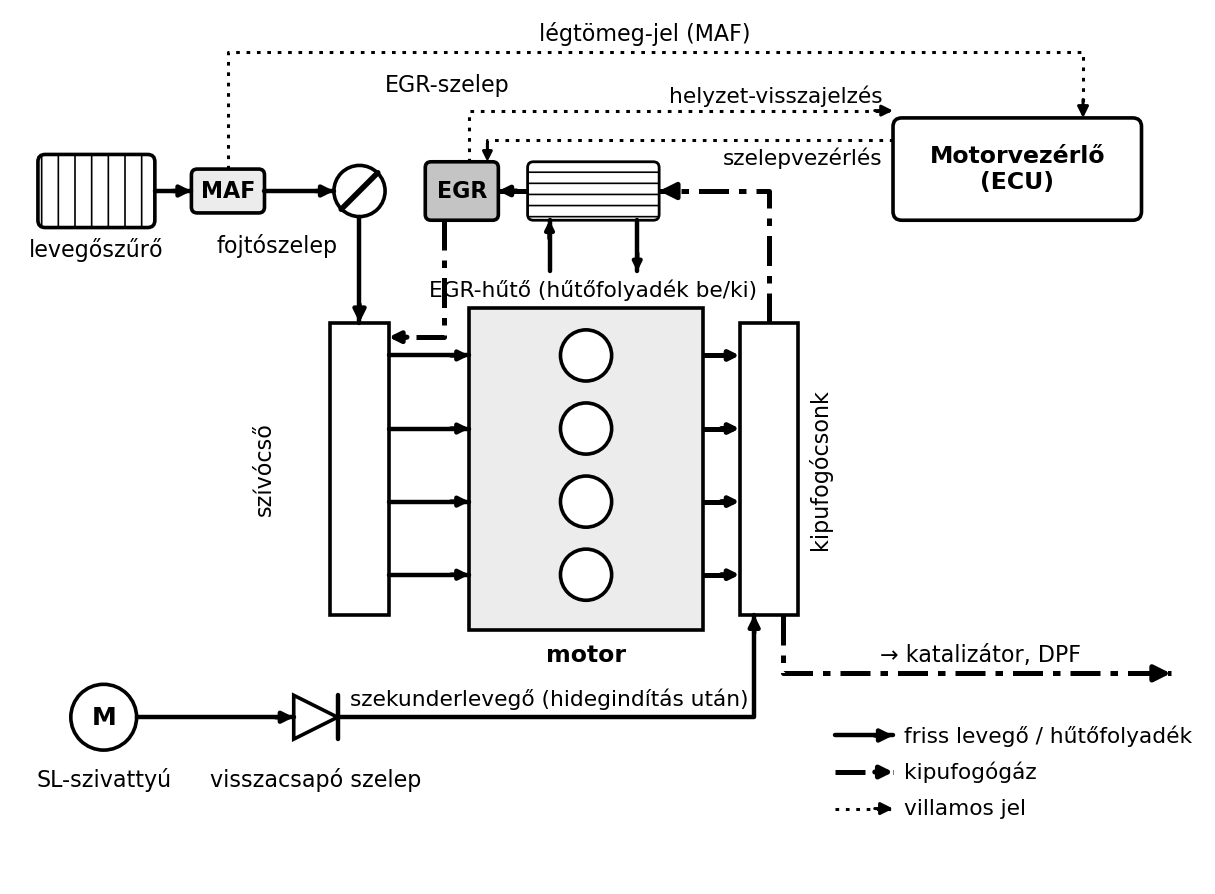 légtömeg-jel (MAF)
EGR-szelep
helyzet-visszajelzés
szelepvezérlés
Motorvezérlő
(ECU)
MAF
EGR
levegőszűrő
fojtószelep
EGR-hűtő (hűtőfolyadék be/ki)
szívócső
kipufogócsonk
motor
→ katalizátor, DPF
szekunderlevegő (hidegindítás után)
M
SL-szivattyú
visszacsapó szelep
friss levegő / hűtőfolyadék
kipufogógáz
villamos jel